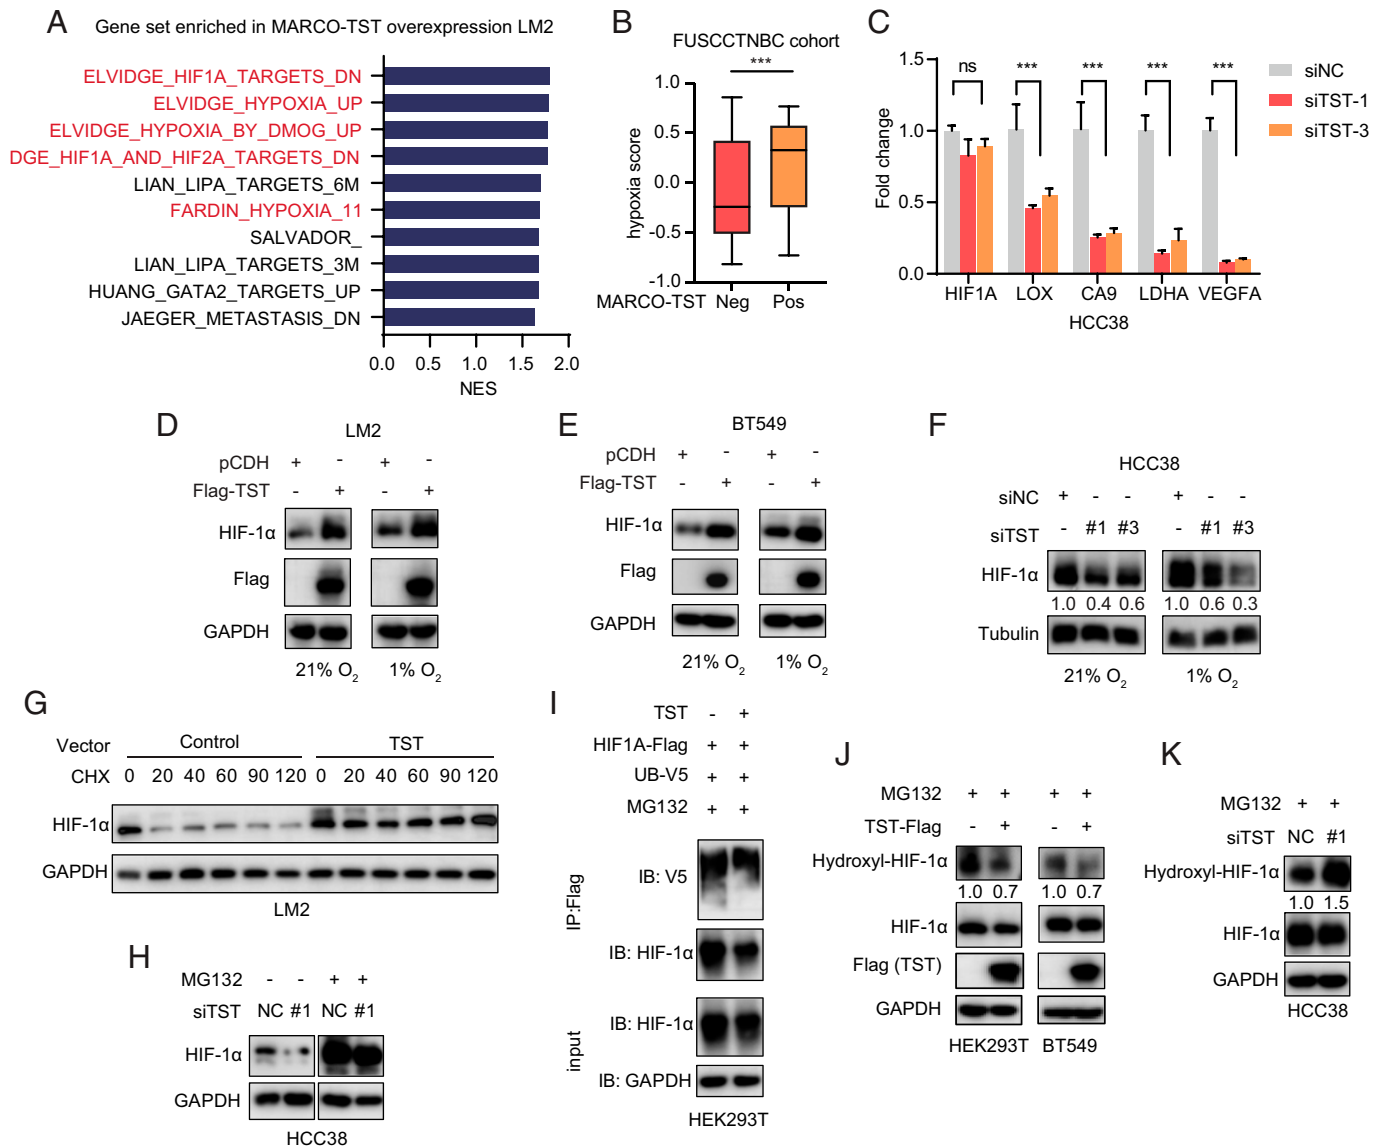 A
Gene set enriched in MARCO-TST overexpression LM2
ELVIDGE_HIF1A_TARGETS_DN
ELVIDGE_HYPOXIA_UP
ELVIDGE_HYPOXIA_BY_DMOG_UP
DGE_HIF1A_AND_HIF2A_TARGETS_DN
LIAN_LIPA_TARGETS_6M
FARDIN_HYPOXIA_11
SALVADOR_
LIAN_LIPA_TARGETS_3M
HUANG_GATA2_TARGETS_UP
JAEGER_METASTASIS_DN
0.0 0.5 1.0 1.5 2.0
NES
B
FUSCCTNBC cohort
***
hypoxia score
1.0
0.5
0.0
-0.5
-1.0
MARCO-TST Neg Pos
C
Fold change
1.5
1.0
0.5
0.0
ns *** *** *** ***
HIF1A LOX CA9 LDHA VEGFA
HCC38
siNC
siTST-1
siTST-3
D
LM2
pCDH + - + -
Flag-TST - + - +
HIF-1α
Flag
GAPDH
21% O2 1% O2
E
BT549
pCDH + - + -
Flag-TST - + - +
HIF-1α
Flag
GAPDH
21% O2 1% O2
F
HCC38
siNC + - - + - -
siTST - #1 #3 - #1 #3
HIF-1α
1.0 0.4 0.6 1.0 0.6 0.3
Tubulin
21% O2 1% O2
G
Vector Control TST
CHX 0 20 40 60 90 120 0 20 40 60 90 120
HIF-1α
GAPDH
LM2
H
MG132 - - + +
siTST NC #1 NC #1
HIF-1α
GAPDH
HCC38
I
TST - +
HIF1A-Flag + +
UB-V5 + +
MG132 + +
IP:Flag
IB: V5
IB: HIF-1α
input
IB: HIF-1α
IB: GAPDH
HEK293T
J
MG132 + + + +
TST-Flag - + - +
Hydroxyl-HIF-1α
1.0 0.7 1.0 0.7
HIF-1α
Flag (TST)
GAPDH
HEK293T BT549
K
MG132 + +
siTST NC #1
Hydroxyl-HIF-1α
1.0 1.5
HIF-1α
GAPDH
HCC38